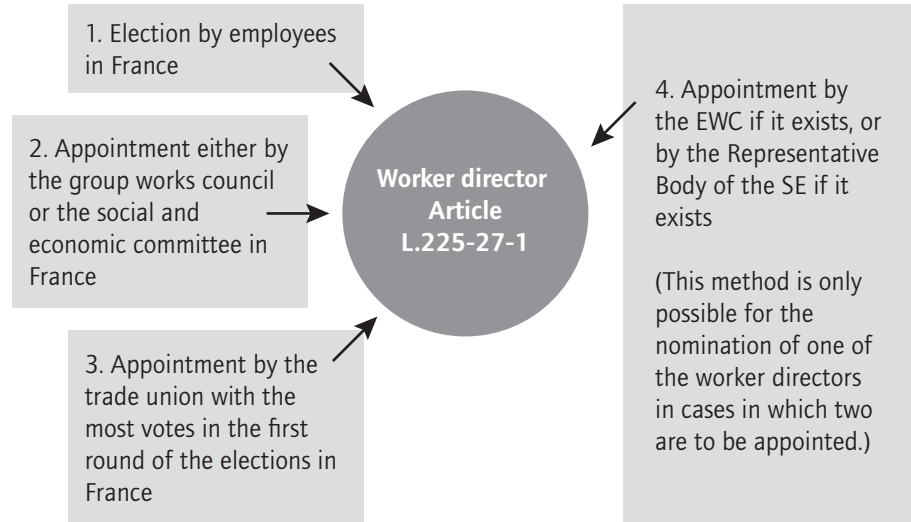 1. Election by employees
in France
2. Appointment either by
the group works council
or the social and
economic committee in
France
3. Appointment by the
trade union with the
most votes in the first
round of the elections in
France
Worker director
Article
L.225-27-1
4. Appointment by
the EWC if it exists, or
by the Representative
Body of the SE if it
exists
(This method is only
possible for the
nomination of one of
the worker directors
in cases in which two
are to be appointed.)